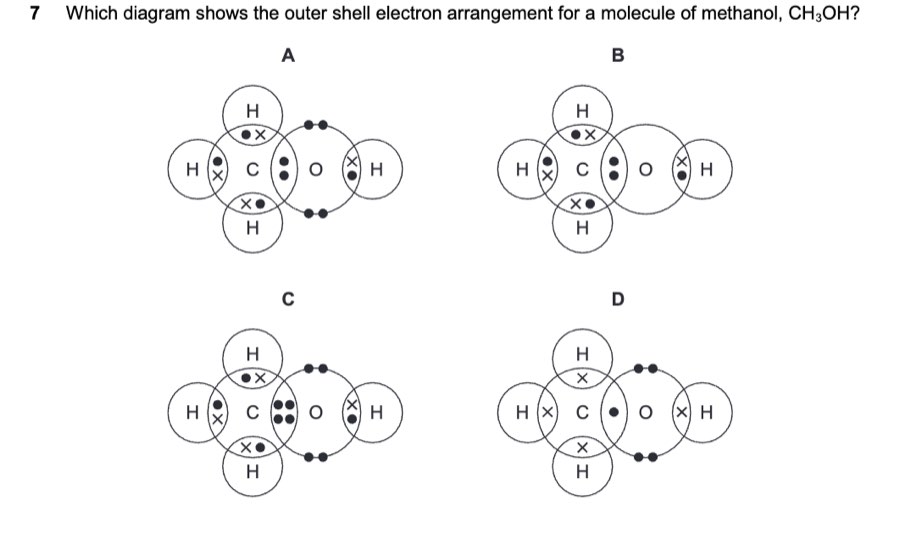 7 Which diagram shows the outer shell electron arrangement for a molecule of methanol, CH₃OH?
A B
H H
H C O H H C O H
H H
C D
H H
H C O H H C O H
H H